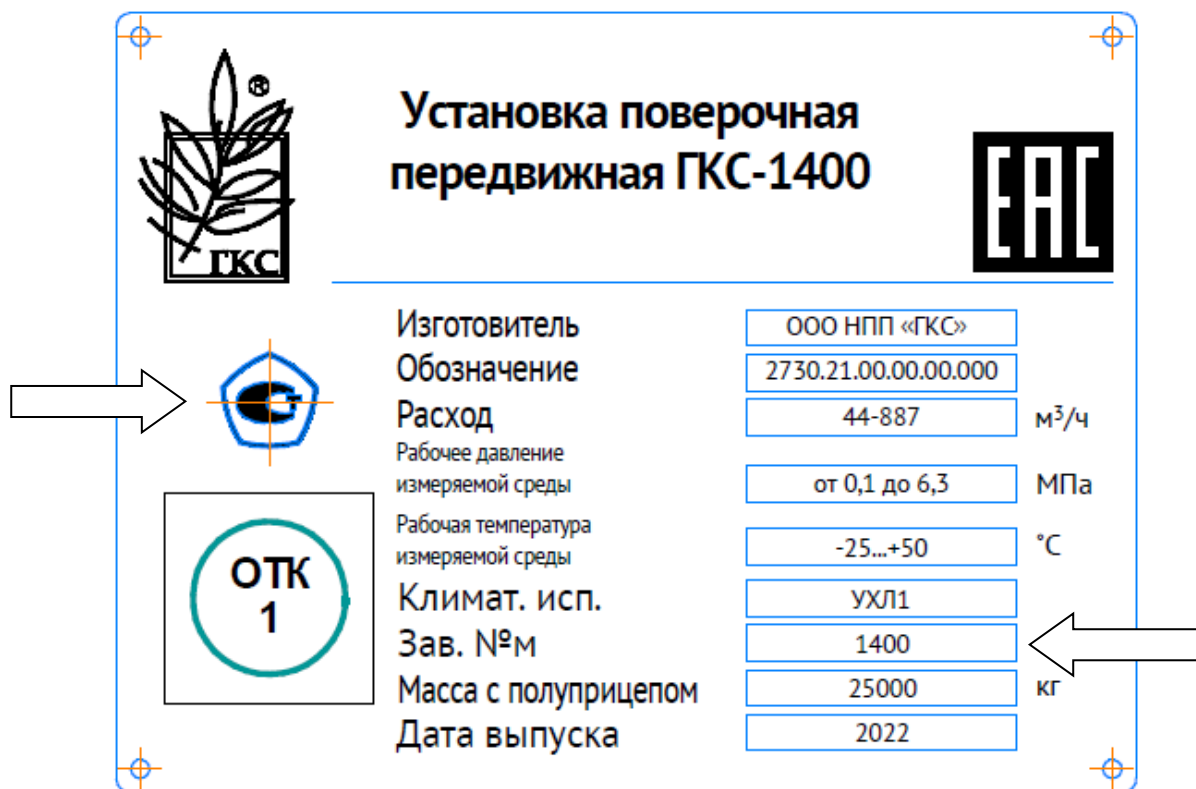 ®
ГКС
Установка поверочная
передвижная ГКС-1400
EAC
Изготовитель ООО НПП «ГКС»
Обозначение 2730.21.00.00.00.000
Расход 44-887 м³/ч
Рабочее давление
измеряемой среды от 0,1 до 6,3 МПа
Рабочая температура
измеряемой среды -25...+50 °С
Климат. исп. УХЛ1
Зав. №м 1400
Масса с полуприцепом 25000 кг
Дата выпуска 2022
ОТК
1